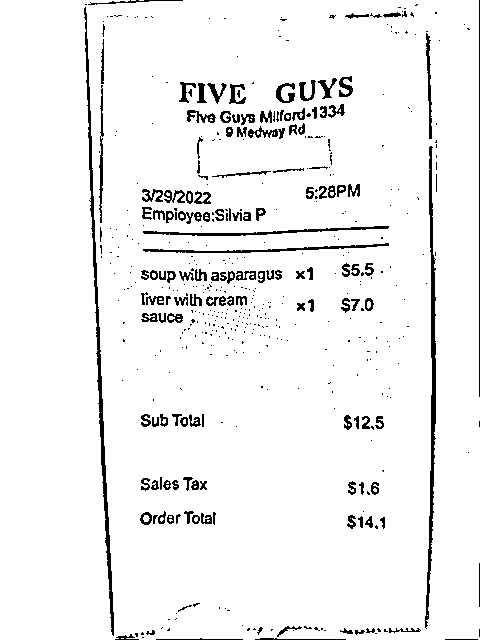 FIVE GUYS
Five Guys Milford-1334
9 Medway Rd
3/29/2022 5:28PM
Employee:Silvia P
soup with asparagus x1 $5.5
liver with cream x1 $7.0
sauce
Sub Total $12.5
Sales Tax $1.6
Order Total $14.1